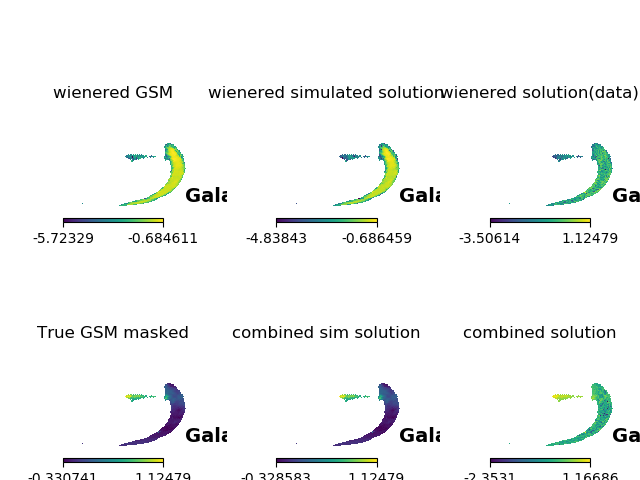 wienered GSM
wienered simulated solution
wienered solution(data)
Gala
Gala
Ga
-5.72329 -0.684611
-4.83843 -0.686459
-3.50614 1.12479
True GSM masked
combined sim solution
combined solution
Gala
Gala
Ga
-0.330741 1.12479
-0.328583 1.12479
-2.3531 1.16686